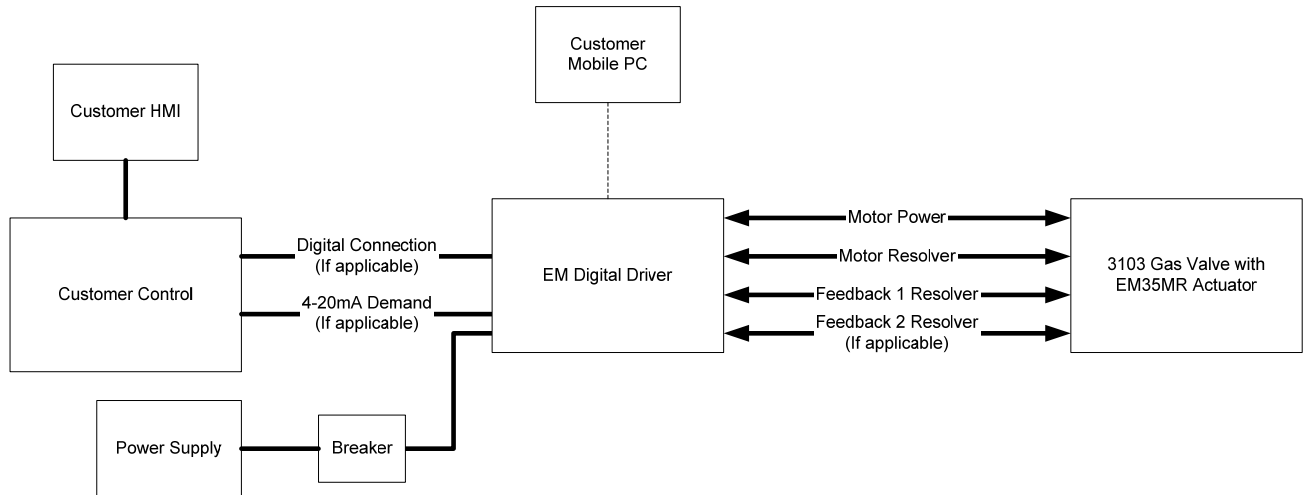 Customer
Mobile PC
Customer HMI
Customer Control
Digital Connection
(If applicable)
4-20mA Demand
(If applicable)
EM Digital Driver
Motor Power
Motor Resolver
Feedback 1 Resolver
Feedback 2 Resolver
(If applicable)
3103 Gas Valve with
EM35MR Actuator
Power Supply
Breaker